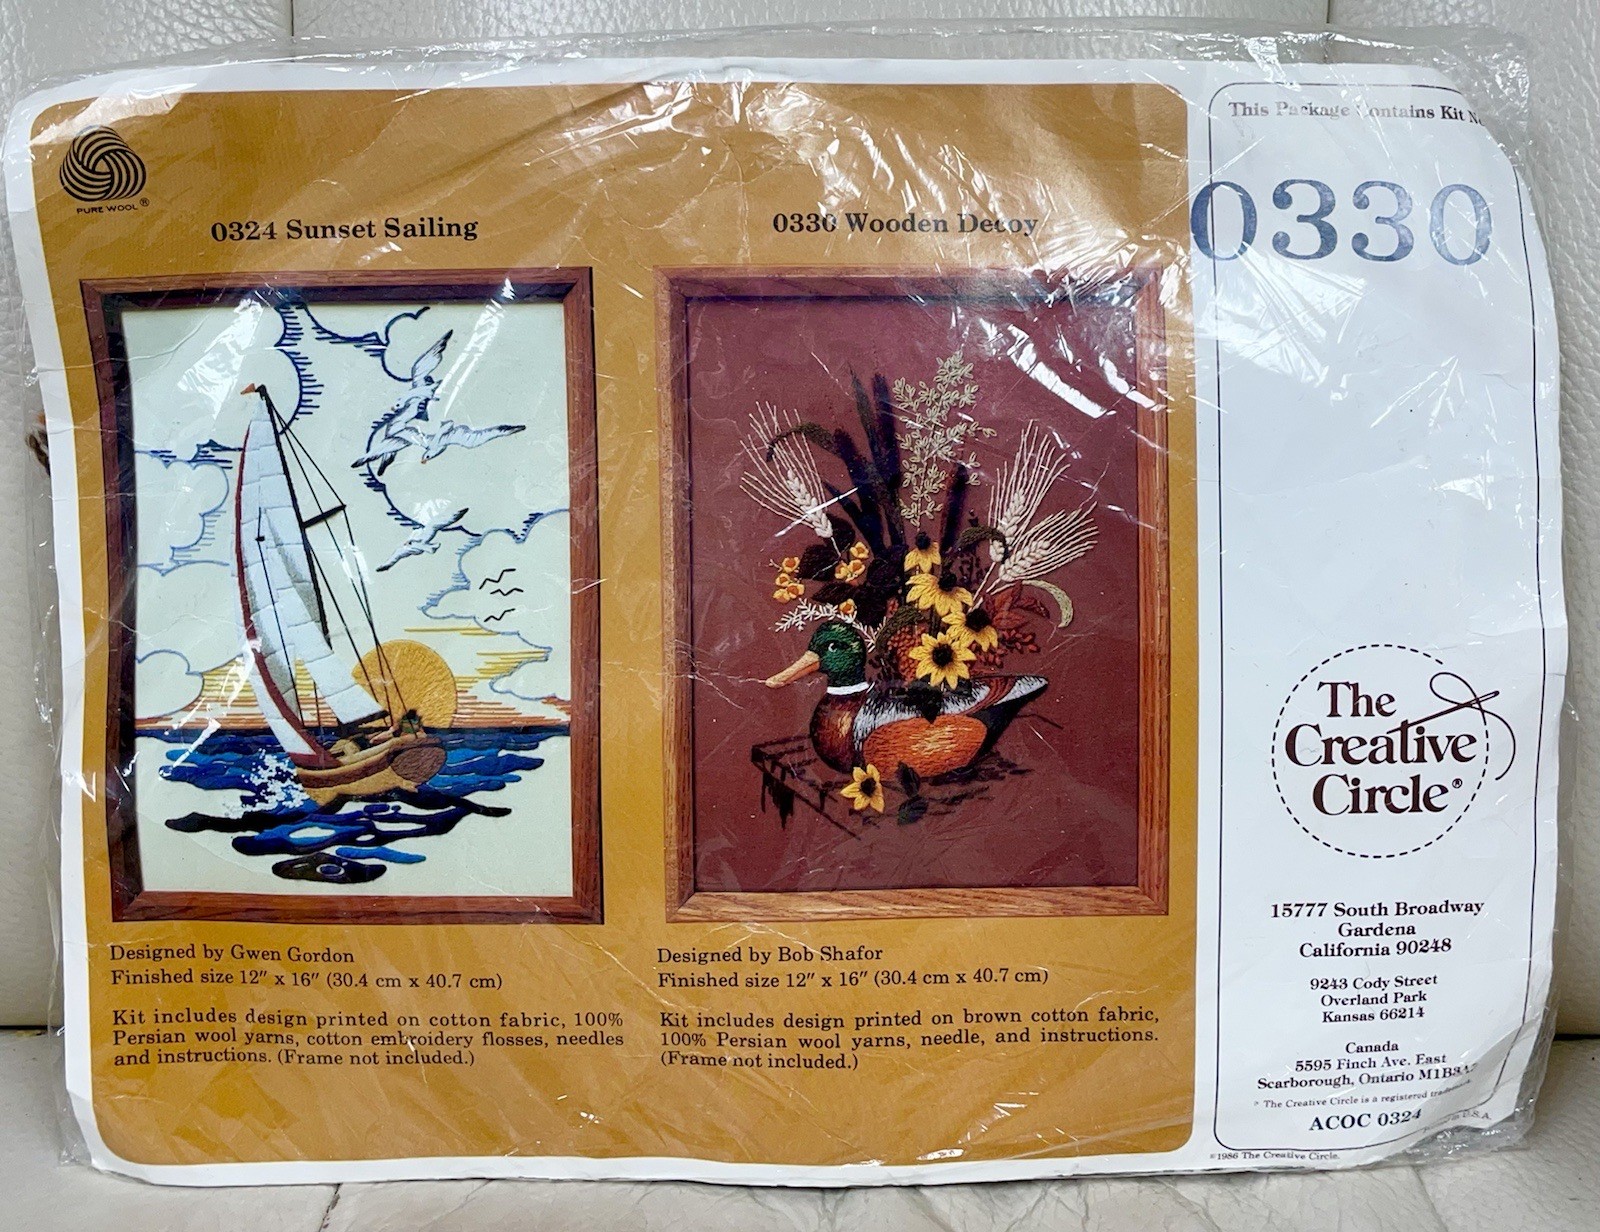 PURE WOOL ®
0324 Sunset Sailing
0330 Wooden Decoy
Designed by Gwen Gordon
Finished size 12″ x 16″ (30.4 cm x 40.7 cm)
Kit includes design printed on cotton fabric, 100%
Persian wool yarns, cotton embroidery flosses, needles
and instructions. (Frame not included.)
Designed by Bob Shafor
Finished size 12″ x 16″ (30.4 cm x 40.7 cm)
Kit includes design printed on brown cotton fabric,
100% Persian wool yarns, needle, and instructions.
(Frame not included.)
This Package Contains Kit
0330
The
Creative
Circle®
15777 South Broadway
Gardena
California 90248
9243 Cody Street
Overland Park
Kansas 66214
Canada
5595 Finch Ave. East
Scarborough, Ontario
The Creative Circle is a registered
ACOC 0324
U.S.A.
©1986 The Creative Circle.